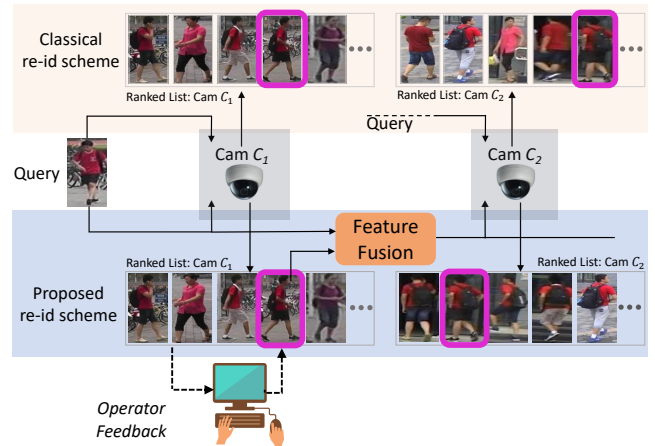 Classical
re-id scheme
Ranked List: Cam C1
Ranked List: Cam C2
Query
Query
Cam C1
Cam C2
Feature
Fusion
Ranked List: Cam C1
Ranked List: Cam C2
Proposed
re-id scheme
Operator
Feedback